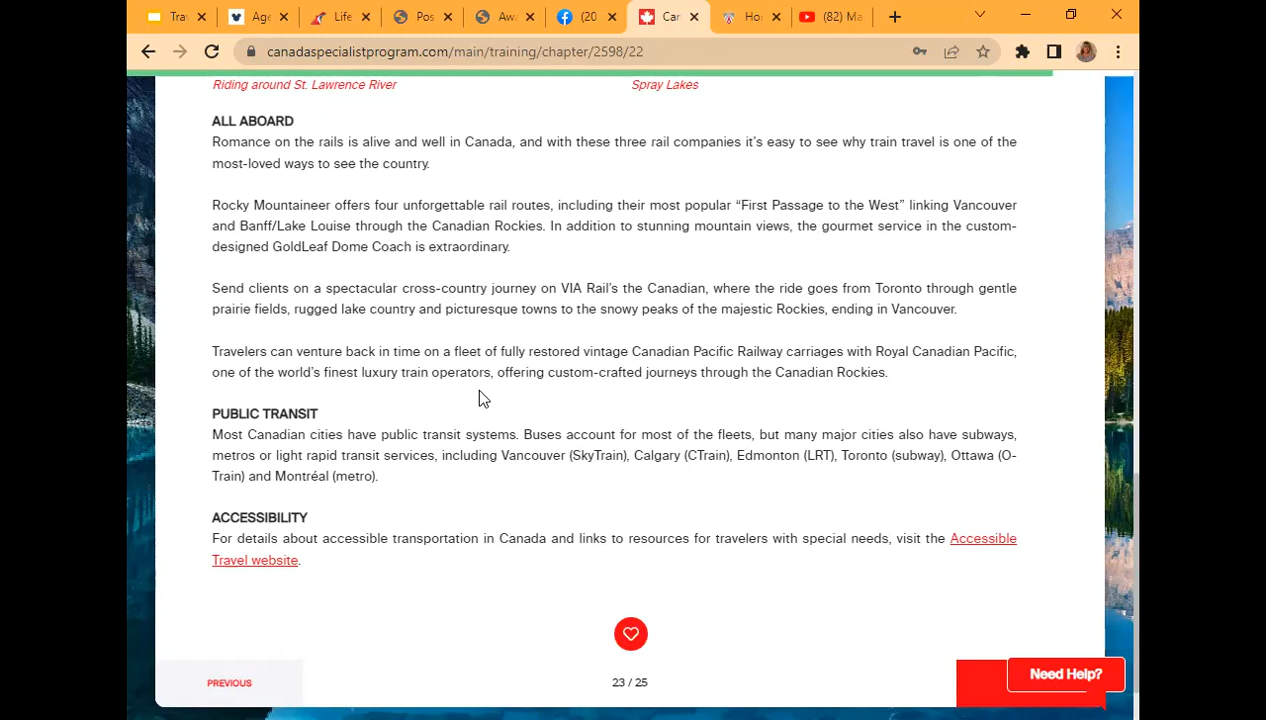 Tra
Age
Life
Pos
Awa
(20
Car
Ho
(82) Ma
canadaspecialistprogram.com/main/training/chapter/2598/22
Riding around St. Lawrence River
Spray Lakes
ALL ABOARD
Romance on the rails is alive and well in Canada, and with these three rail companies it's easy to see why train travel is one of the
most-loved ways to see the country.
Rocky Mountaineer offers four unforgettable rail routes, including their most popular “First Passage to the West” linking Vancouver
and Banff/Lake Louise through the Canadian Rockies. In addition to stunning mountain views, the gourmet service in the custom-
designed GoldLeaf Dome Coach is extraordinary.
Send clients on a spectacular cross-country journey on VIA Rail's the Canadian, where the ride goes from Toronto through gentle
prairie fields, rugged lake country and picturesque towns to the snowy peaks of the majestic Rockies, ending in Vancouver.
Travelers can venture back in time on a fleet of fully restored vintage Canadian Pacific Railway carriages with Royal Canadian Pacific,
one of the world's finest luxury train operators, offering custom-crafted journeys through the Canadian Rockies.
PUBLIC TRANSIT
Most Canadian cities have public transit systems. Buses account for most of the fleets, but many major cities also have subways,
metros or light rapid transit services, including Vancouver (SkyTrain), Calgary (CTrain), Edmonton (LRT), Toronto (subway), Ottawa (O-
Train) and Montréal (metro).
ACCESSIBILITY
For details about accessible transportation in Canada and links to resources for travelers with special needs, visit the Accessible
Travel website.
PREVIOUS
23 / 25
Need Help?